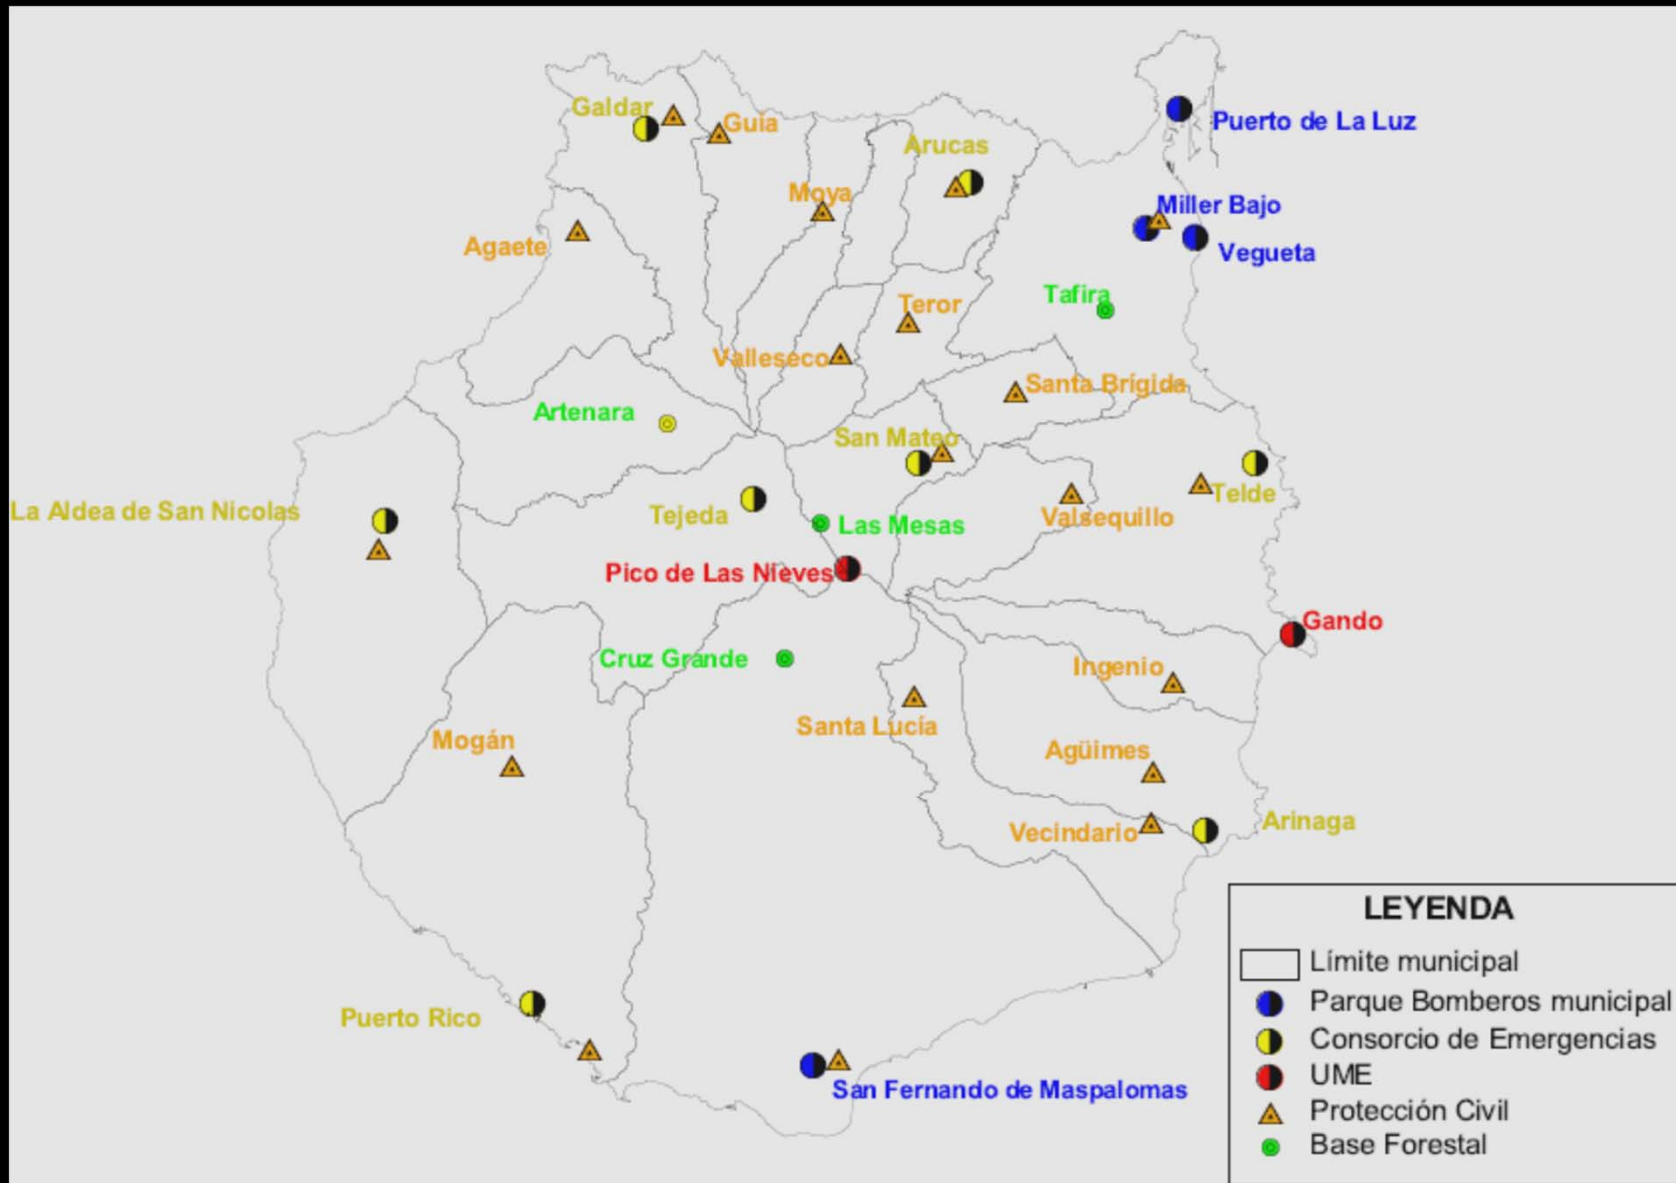 Galdar
Guia
Puerto de La Luz
Arucas
Moya
Miller Bajo
Agaete
Vegueta
Tafira
Teror
Valleseco
Santa Brígida
Artenara
San Mateo
Telde
La Aldea de San Nicolas
Tejeda
Las Mesas
Valsequillo
Pico de Las Nieves
Gando
Cruz Grande
Ingenio
Santa Lucía
Mogán
Agüimes
Vecindario
Arinaga
Puerto Rico
San Fernando de Maspalomas
LEYENDA
Límite municipal
Parque Bomberos municipal
Consorcio de Emergencias
UME
Protección Civil
Base Forestal